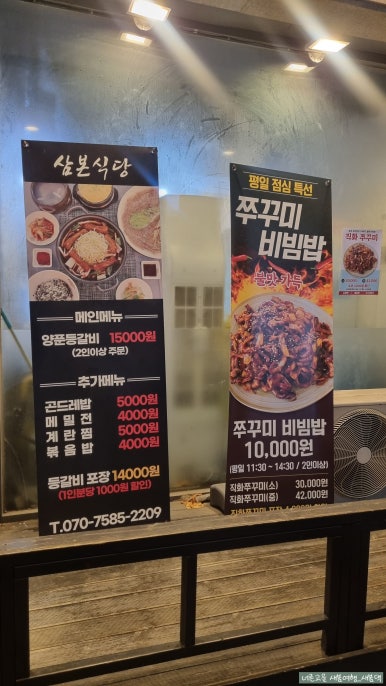 삼본식당
메인메뉴
양푼등갈비 15000원
(2인이상 주문)
추가메뉴
곤드레밥 5000원
메밀전 4000원
계란찜 5000원
볶음밥 4000원
등갈비 포장 14000원
(1인분당 1000원 할인)
T.070-7585-2209
평일 점심 특선
쭈꾸미
비빔밥
불맛 가득
쭈꾸미 비빔밥
10,000원
(평일 11:30 ~ 14:30 / 2인이상)
직화쭈꾸미(소) 30.000원
직화쭈꾸미(중) 42.000원
직화쭈꾸미 포장
직화 쭈꾸미